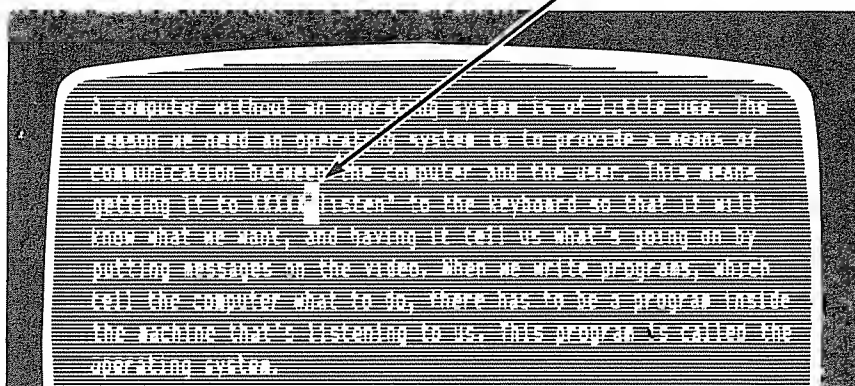 A computer without an operating system is of little use. The
reason we need an operating system is to provide a means of
communication between the computer and the user. This means
getting it to "listen" to the keyboard so that it will
know what we want, and having it tell us what's going on by
putting messages on the video. When we write programs, which
tell the computer what to do, there has to be a program inside
the machine that's listening to us. This program is called the
operating system.